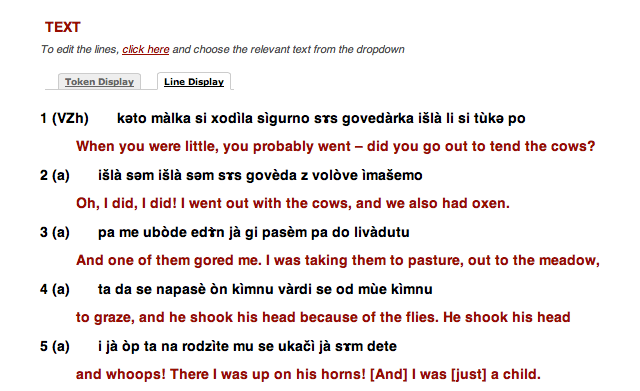 TEXT
To edit the lines, click here and choose the relevant text from the dropdown
Token Display Line Display
1 (VZh) kəto màlka si xodìla sìgurno sɤs govedàrka išlà li si tùkə po
When you were little, you probably went – did you go out to tend the cows?
2 (a) išlà səm išlà səm sɤs govèda z volòve ìmašemo
Oh, I did, I did! I went out with the cows, and we also had oxen.
3 (a) pa me ubòde edɤ̀n jà gi pasèm pa do livàdutu
And one of them gored me. I was taking them to pasture, out to the meadow,
4 (a) ta da se napasè òn kìmnu vàrdi se od mùe kìmnu
to graze, and he shook his head because of the flies. He shook his head
5 (a) i jà òp ta na rodzìte mu se ukačì jà sɤm dete
and whoops! There I was up on his horns! [And] I was [just] a child.